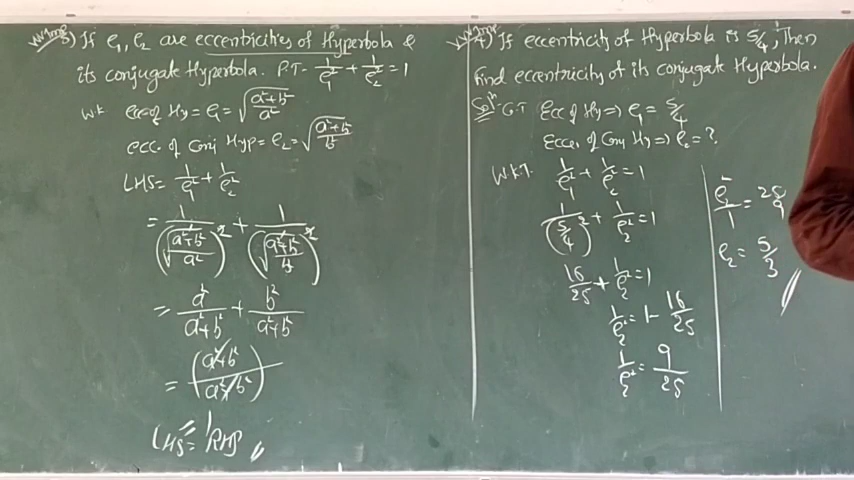 3) If e₁, e₂ are eccentricities of Hyperbola &
its conjugate Hyperbola. P.T- 1/e₁² + 1/e₂² = 1
WK ecc of Hy = e₁ = √(a²+b²/a²)
ecc. of Conj Hyp = e₂ = √(a²+b²/b²)
LHS = 1/e₁² + 1/e₂²
= 1/(√(a²+b²/a²))² + 1/(√(a²+b²/b²))²
= a²/(a²+b²) + b²/(a²+b²)
= (a²+b²)/(a²+b²)
= 1
LHS = RHS
4) If eccentricity of Hyperbola is 5/4, Then
Find eccentricity of its conjugate Hyperbola.
Solⁿ G.T Ecc of Hy => e₁ = 5/4
Eccen of Conj Hy => e₂ = ?
W.K.T. 1/e₁² + 1/e₂² = 1
1/(5/4)² + 1/e₂² = 1
16/25 + 1/e₂² = 1
1/e₂² = 1 - 16/25
1/e₂² = 9/25
e₂²/1 = 25/9
e₂ = 5/3